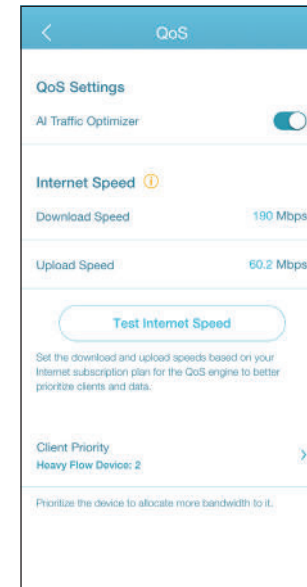 QoS
QoS Settings
AI Traffic Optimizer
Internet Speed
Download Speed 190 Mbps
Upload Speed 60.2 Mbps
Test Internet Speed
Set the download and upload speeds based on your
Internet subscription plan for the QoS engine to better
prioritize clients and data.
Client Priority
Heavy Flow Device: 2
Prioritize the device to allocate more bandwidth to it.